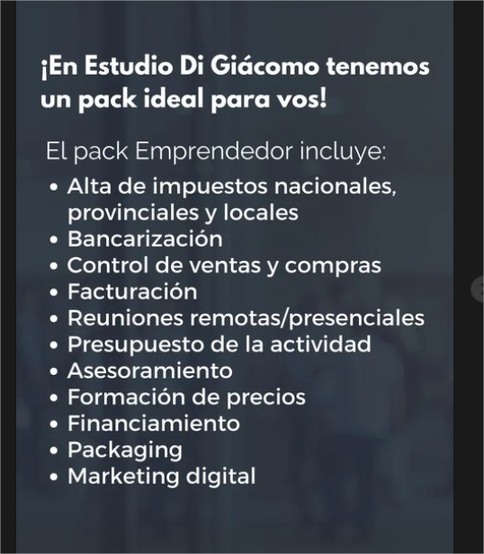 ¡En Estudio Di Giácomo tenemos
un pack ideal para vos!
El pack Emprendedor incluye:
• Alta de impuestos nacionales,
provinciales y locales
• Bancarización
• Control de ventas y compras
• Facturación
• Reuniones remotas/presenciales
• Presupuesto de la actividad
• Asesoramiento
• Formación de precios
• Financiamiento
• Packaging
• Marketing digital